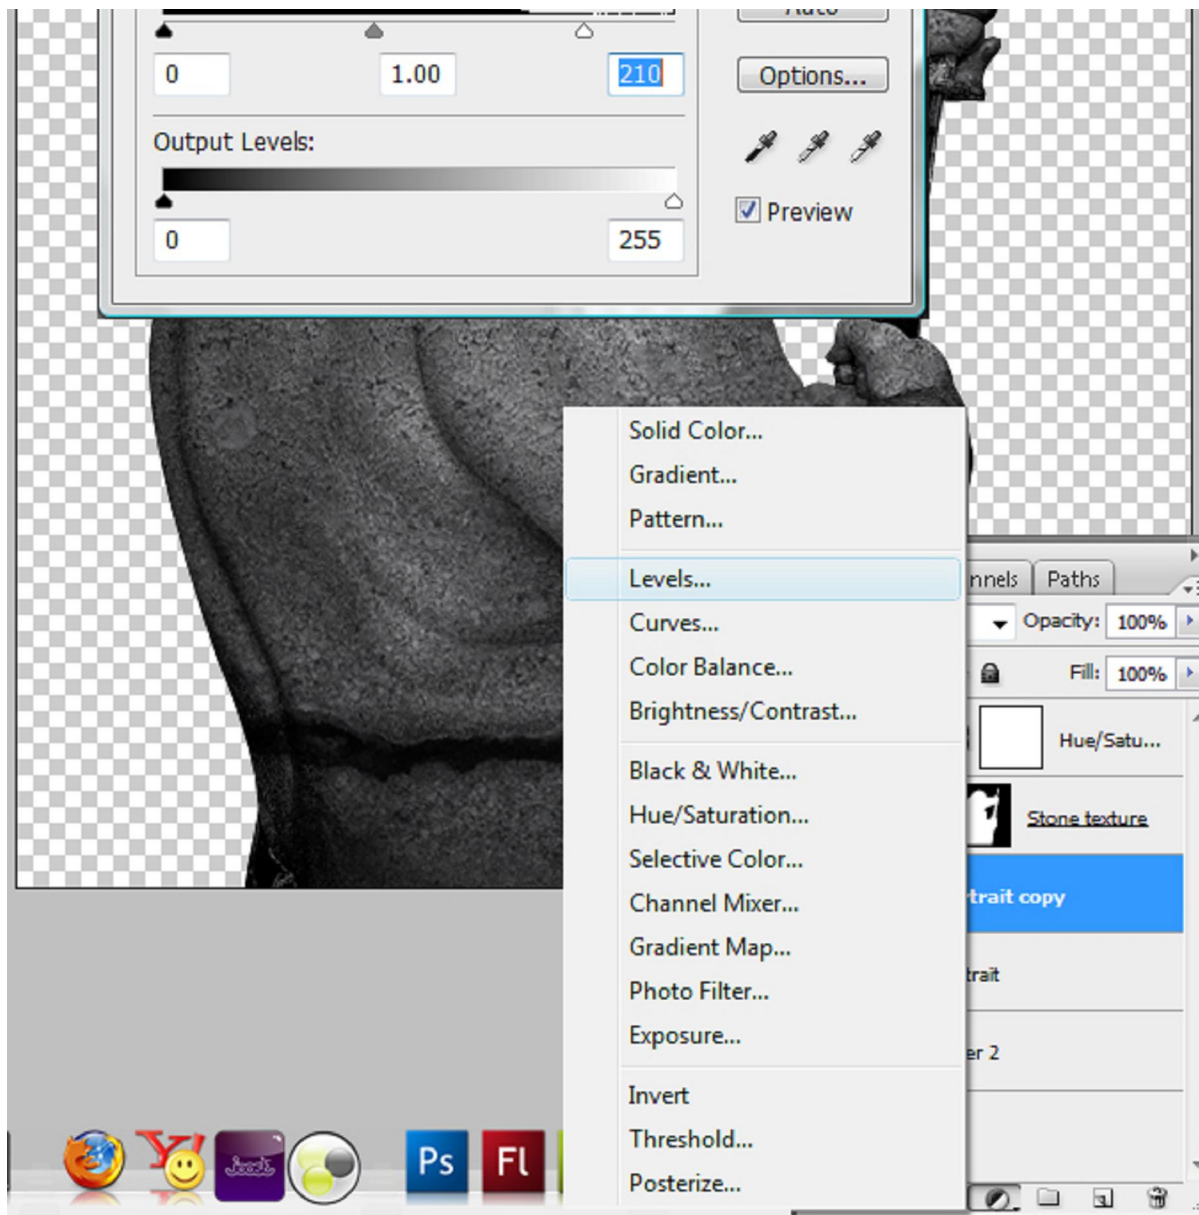 Auto
0 1.00 210
Options...
Output Levels:
Preview
0 255
Solid Color...
Gradient...
Pattern...
Levels...
Curves...
Color Balance...
Brightness/Contrast...
Black & White...
Hue/Saturation...
Selective Color...
Channel Mixer...
Gradient Map...
Photo Filter...
Exposure...
Invert
Threshold...
Posterize...
nnels Paths
Opacity: 100%
Fill: 100%
Hue/Satu...
Stone texture
trait copy
trait
er 2
Y!
Joost
Ps
FL